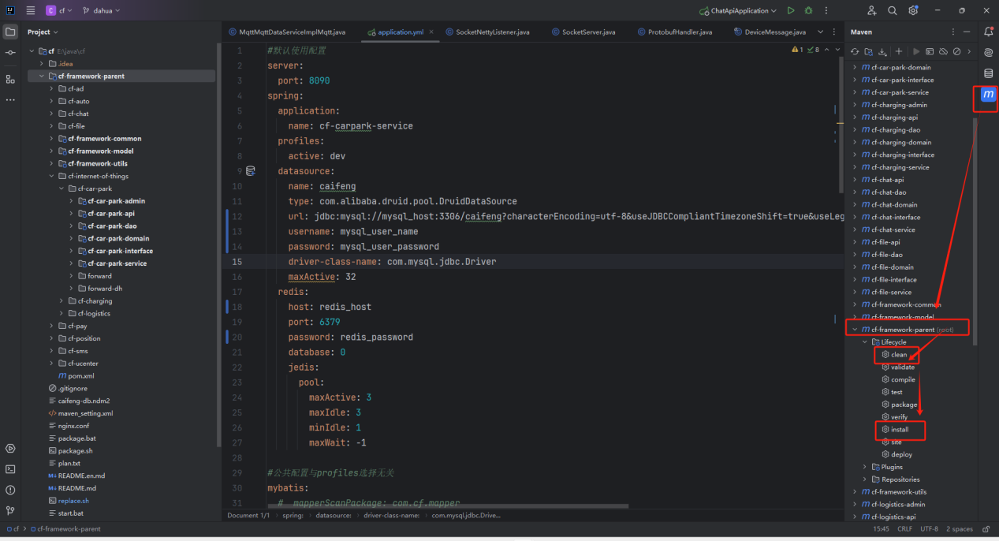 cf
dahua
ChatApiApplication
Project
MqttMqttDataServiceImplMqtt.java
application.yml
SocketNettyListener.java
SocketServer.java
ProtobufHandler.java
DeviceMessage.java
Maven
cf E:\java\cf
.idea
cf-framework-parent
cf-ad
cf-auto
cf-chat
cf-file
cf-framework-common
cf-framework-model
cf-framework-utils
cf-internet-of-things
cf-car-park
cf-car-park-admin
cf-car-park-api
cf-car-park-dao
cf-car-park-domain
cf-car-park-interface
cf-car-park-service
forward
forward-dh
cf-charging
cf-logistics
cf-pay
cf-position
cf-sms
cf-ucenter
pom.xml
.gitignore
caifeng-db.ndm2
maven_setting.xml
nginx.conf
package.bat
package.sh
plan.txt
README.en.md
README.md
replace.sh
start.bat
1 #默认使用配置
2 server:
3 port: 8090
4 spring:
5 application:
6 name: cf-carpark-service
7 profiles:
8 active: dev
9 datasource:
10 name: caifeng
11 type: com.alibaba.druid.pool.DruidDataSource
12 url: jdbc:mysql://mysql_host:3306/caifeng?characterEncoding=utf-8&useJDBCCompliantTimezoneShift=true&useLeg
13 username: mysql_user_name
14 password: mysql_user_password
15 driver-class-name: com.mysql.jdbc.Driver
16 maxActive: 32
17 redis:
18 host: redis_host
19 port: 6379
20 password: redis_password
21 database: 0
22 jedis:
23 pool:
24 maxActive: 3
25 maxIdle: 3
26 minIdle: 1
27 maxWait: -1
28
29 #公共配置与profiles选择无关
30 mybatis:
31 # mapperScanPackage: com.cf.mapper
1 8
Document 1/1 spring: datasource: driver-class-name: com.mysql.jdbc.Drive...
cf-car-park-domain
cf-car-park-interface
cf-car-park-service
cf-charging-admin
cf-charging-api
cf-charging-dao
cf-charging-domain
cf-charging-interface
cf-charging-service
cf-chat-api
cf-chat-dao
cf-chat-domain
cf-chat-interface
cf-chat-service
cf-file-api
cf-file-dao
cf-file-domain
cf-file-interface
cf-file-service
cf-framework-common
cf-framework-model
cf-framework-parent (root)
Lifecycle
clean
validate
compile
test
package
verify
install
site
deploy
Plugins
Repositories
cf-framework-utils
cf-logistics-admin
cf-logistics-api
cf cf-framework-parent
15:45 CRLF UTF-8 2 spaces